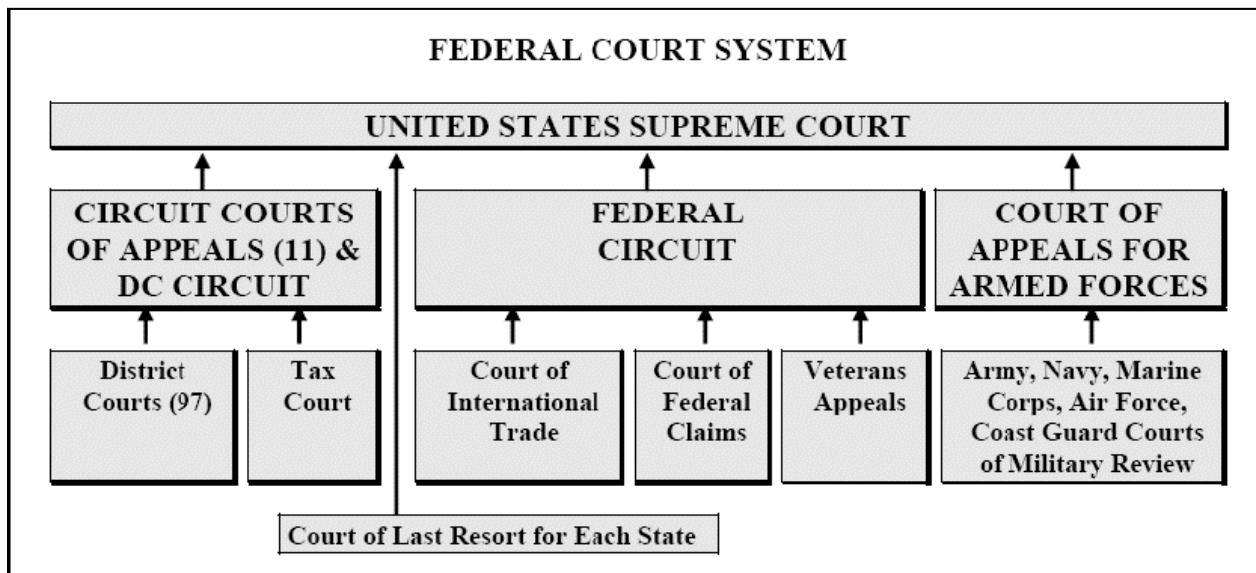 FEDERAL COURT SYSTEM
UNITED STATES SUPREME COURT
CIRCUIT COURTS
OF APPEALS (11) &
DC CIRCUIT
FEDERAL
CIRCUIT
COURT OF
APPEALS FOR
ARMED FORCES
District
Courts (97)
Tax
Court
Court of
International
Trade
Court of
Federal
Claims
Veterans
Appeals
Army, Navy, Marine
Corps, Air Force,
Coast Guard Courts
of Military Review
Court of Last Resort for Each State